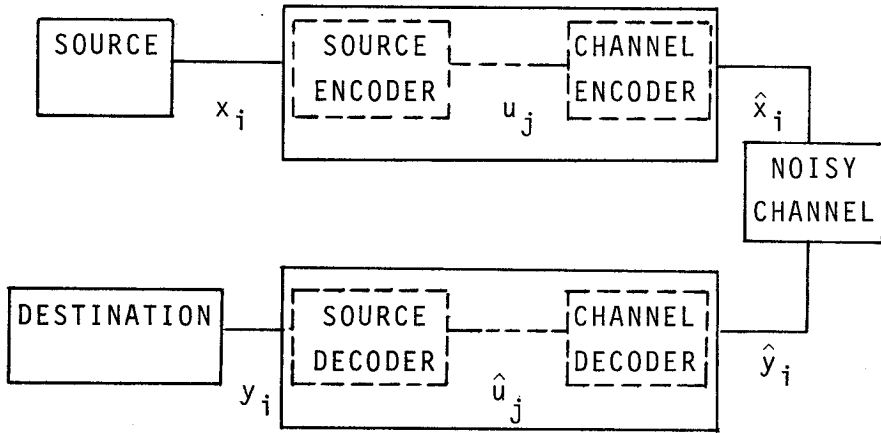 SOURCE
SOURCE
ENCODER
CHANNEL
ENCODER
x_i
u_j
x̂_i
NOISY
CHANNEL
DESTINATION
SOURCE
DECODER
CHANNEL
DECODER
y_i
û_j
ŷ_i